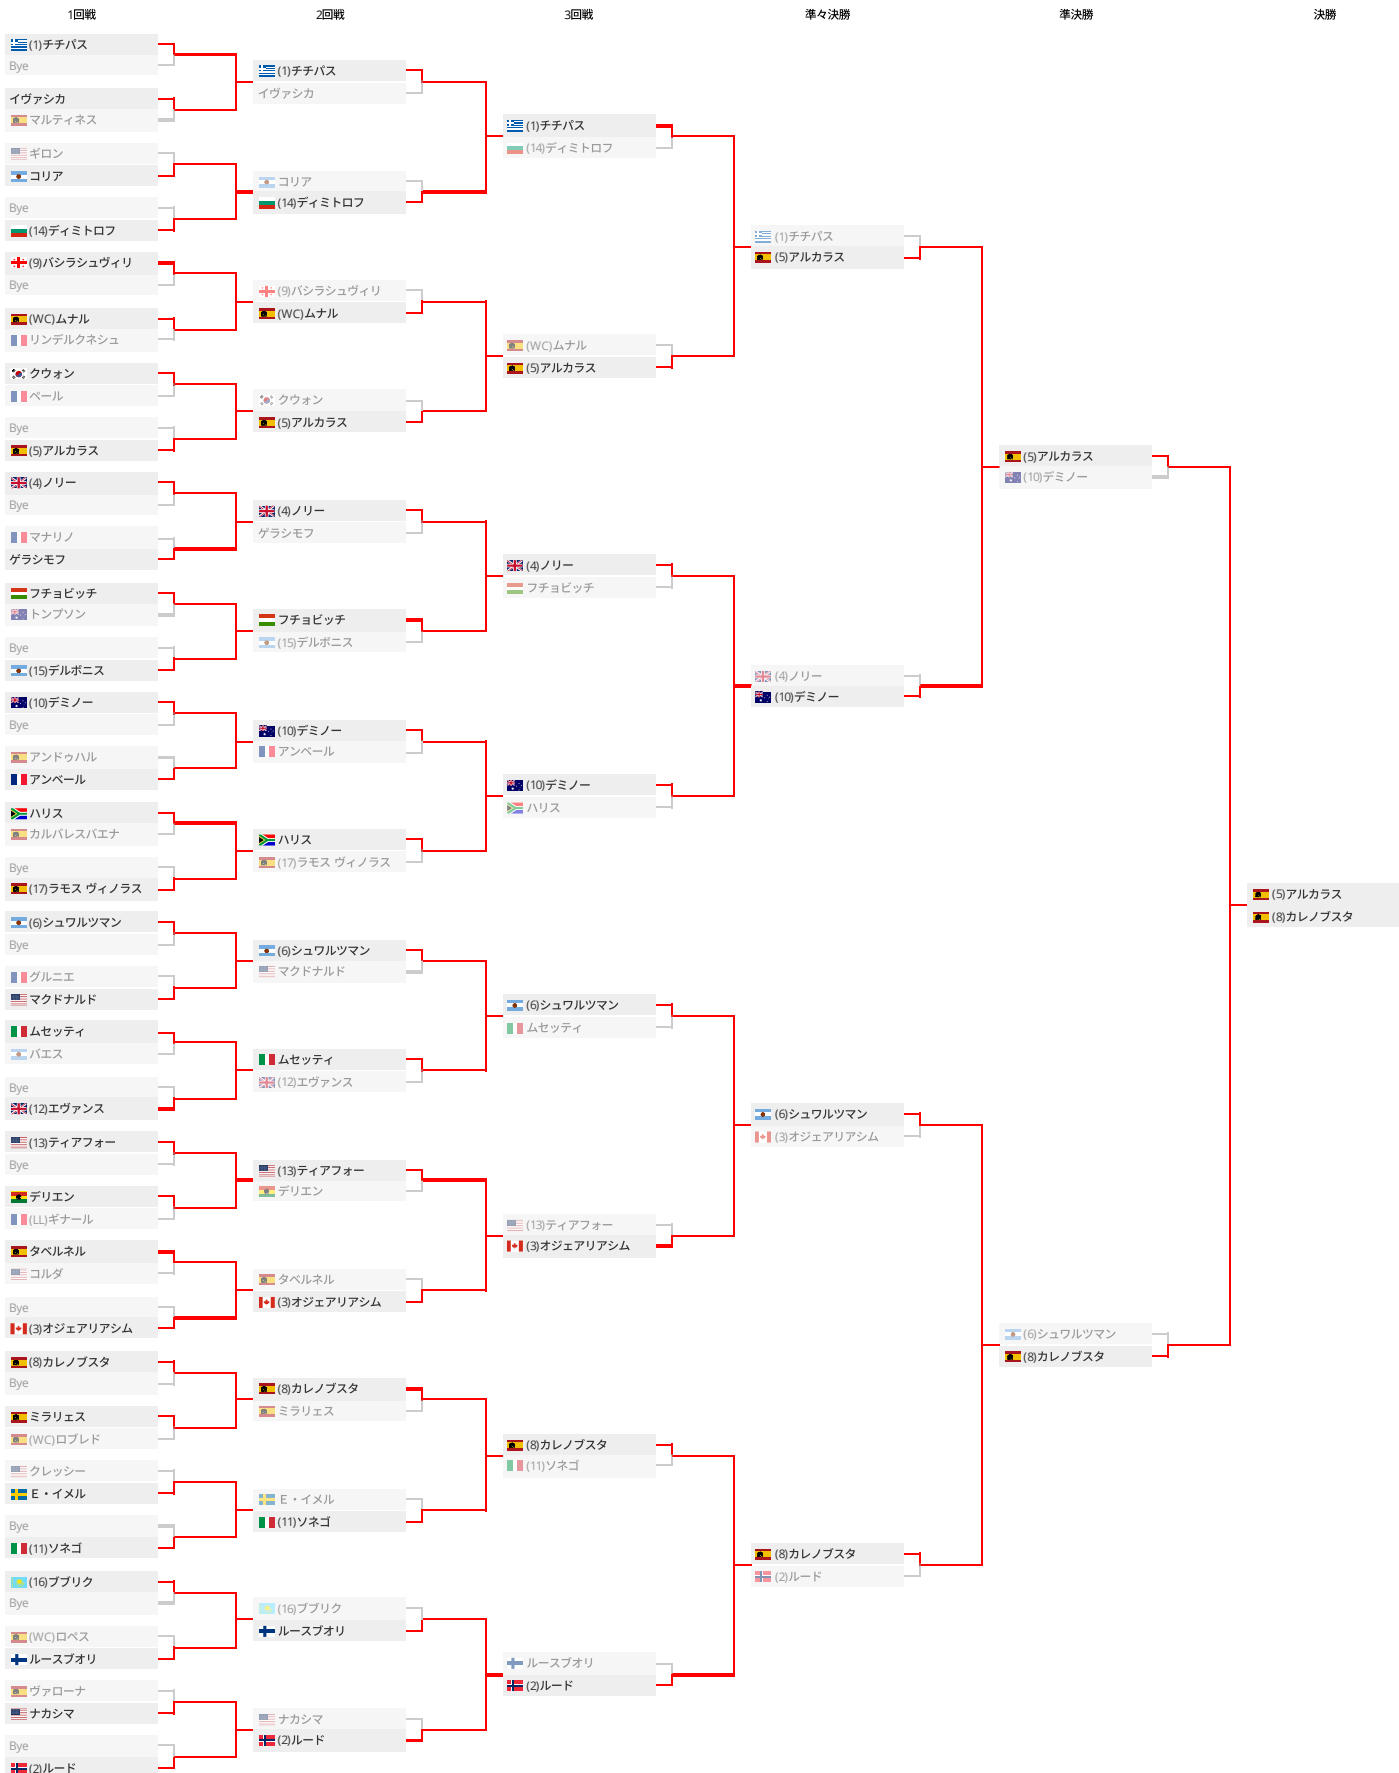 1回戦
2回戦
3回戦
準々決勝
準決勝
決勝
(1)チチパス
Bye
イヴァシカ
マルティネス
ギロン
コリア
Bye
(14)ディミトロフ
(9)バシラシュヴィリ
Bye
(WC)ムナル
リンデルクネシュ
クウォン
ペール
Bye
(5)アルカラス
(4)ノリー
Bye
マナリノ
ゲラシモフ
フチョビッチ
トンプソン
Bye
(15)デルボニス
(10)デミノー
Bye
アンドゥハル
アンベール
ハリス
カルバレスバエナ
Bye
(17)ラモス ヴィノラス
(6)シュワルツマン
Bye
グルニエ
マクドナルド
ムセッティ
バエス
Bye
(12)エヴァンス
(13)ティアフォー
Bye
デリエン
(LL)ギナール
タベルネル
コルダ
Bye
(3)オジェアリアシム
(8)カレノブスタ
Bye
ミラリェス
(WC)ロブレド
クレッシー
E・イメル
Bye
(11)ソネゴ
(16)ブブリク
Bye
(WC)ロペス
ルースブオリ
ヴァローナ
ナカシマ
Bye
(2)ルード
(1)チチパス
イヴァシカ
コリア
(14)ディミトロフ
(9)バシラシュヴィリ
(WC)ムナル
クウォン
(5)アルカラス
(4)ノリー
ゲラシモフ
フチョビッチ
(15)デルボニス
(10)デミノー
アンベール
ハリス
(17)ラモス ヴィノラス
(6)シュワルツマン
マクドナルド
ムセッティ
(12)エヴァンス
(13)ティアフォー
デリエン
タベルネル
(3)オジェアリアシム
(8)カレノブスタ
ミラリェス
E・イメル
(11)ソネゴ
(16)ブブリク
ルースブオリ
ナカシマ
(2)ルード
(1)チチパス
(14)ディミトロフ
(WC)ムナル
(5)アルカラス
(4)ノリー
フチョビッチ
(10)デミノー
ハリス
(6)シュワルツマン
ムセッティ
(13)ティアフォー
(3)オジェアリアシム
(8)カレノブスタ
(11)ソネゴ
ルースブオリ
(2)ルード
(1)チチパス
(5)アルカラス
(4)ノリー
(10)デミノー
(6)シュワルツマン
(3)オジェアリアシム
(8)カレノブスタ
(2)ルード
(5)アルカラス
(10)デミノー
(6)シュワルツマン
(8)カレノブスタ
(5)アルカラス
(8)カレノブスタ